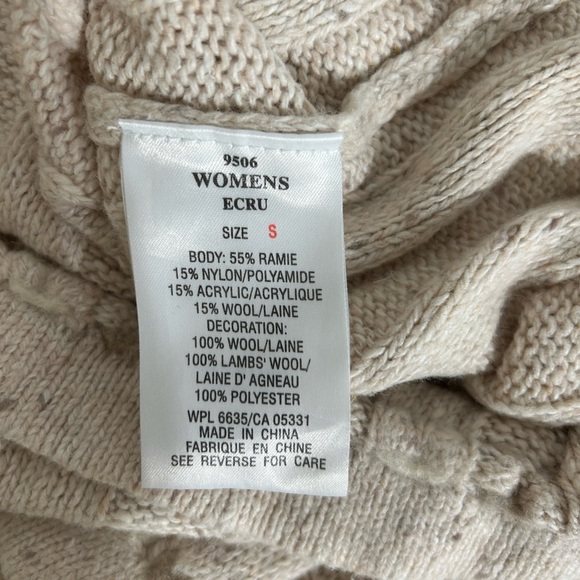 9506
WOMENS
ECRU
SIZE S
BODY: 55% RAMIE
15% NYLON/POLYAMIDE
15% ACRYLIC/ACRYLIQUE
15% WOOL/LAINE
DECORATION:
100% WOOL/LAINE
100% LAMBS' WOOL/
LAINE D' AGNEAU
100% POLYESTER
WPL 6635/CA 05331
MADE IN CHINA
FABRIQUE EN CHINE
SEE REVERSE FOR CARE